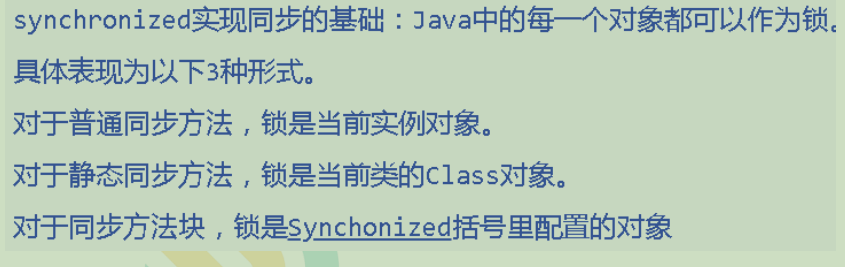 synchronized实现同步的基础：Java中的每一个对象都可以作为锁。
具体表现为以下3种形式。
对于普通同步方法，锁是当前实例对象。
对于静态同步方法，锁是当前类的Class对象。
对于同步方法块，锁是Synchonized括号里配置的对象